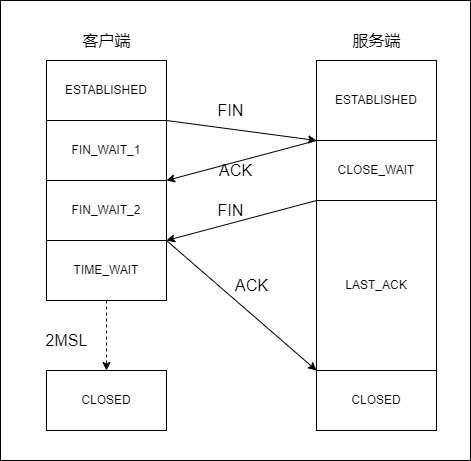 客户端
服务端
ESTABLISHED
ESTABLISHED
FIN
FIN_WAIT_1
ACK
CLOSE_WAIT
FIN_WAIT_2
FIN
TIME_WAIT
ACK
LAST_ACK
2MSL
CLOSED
CLOSED